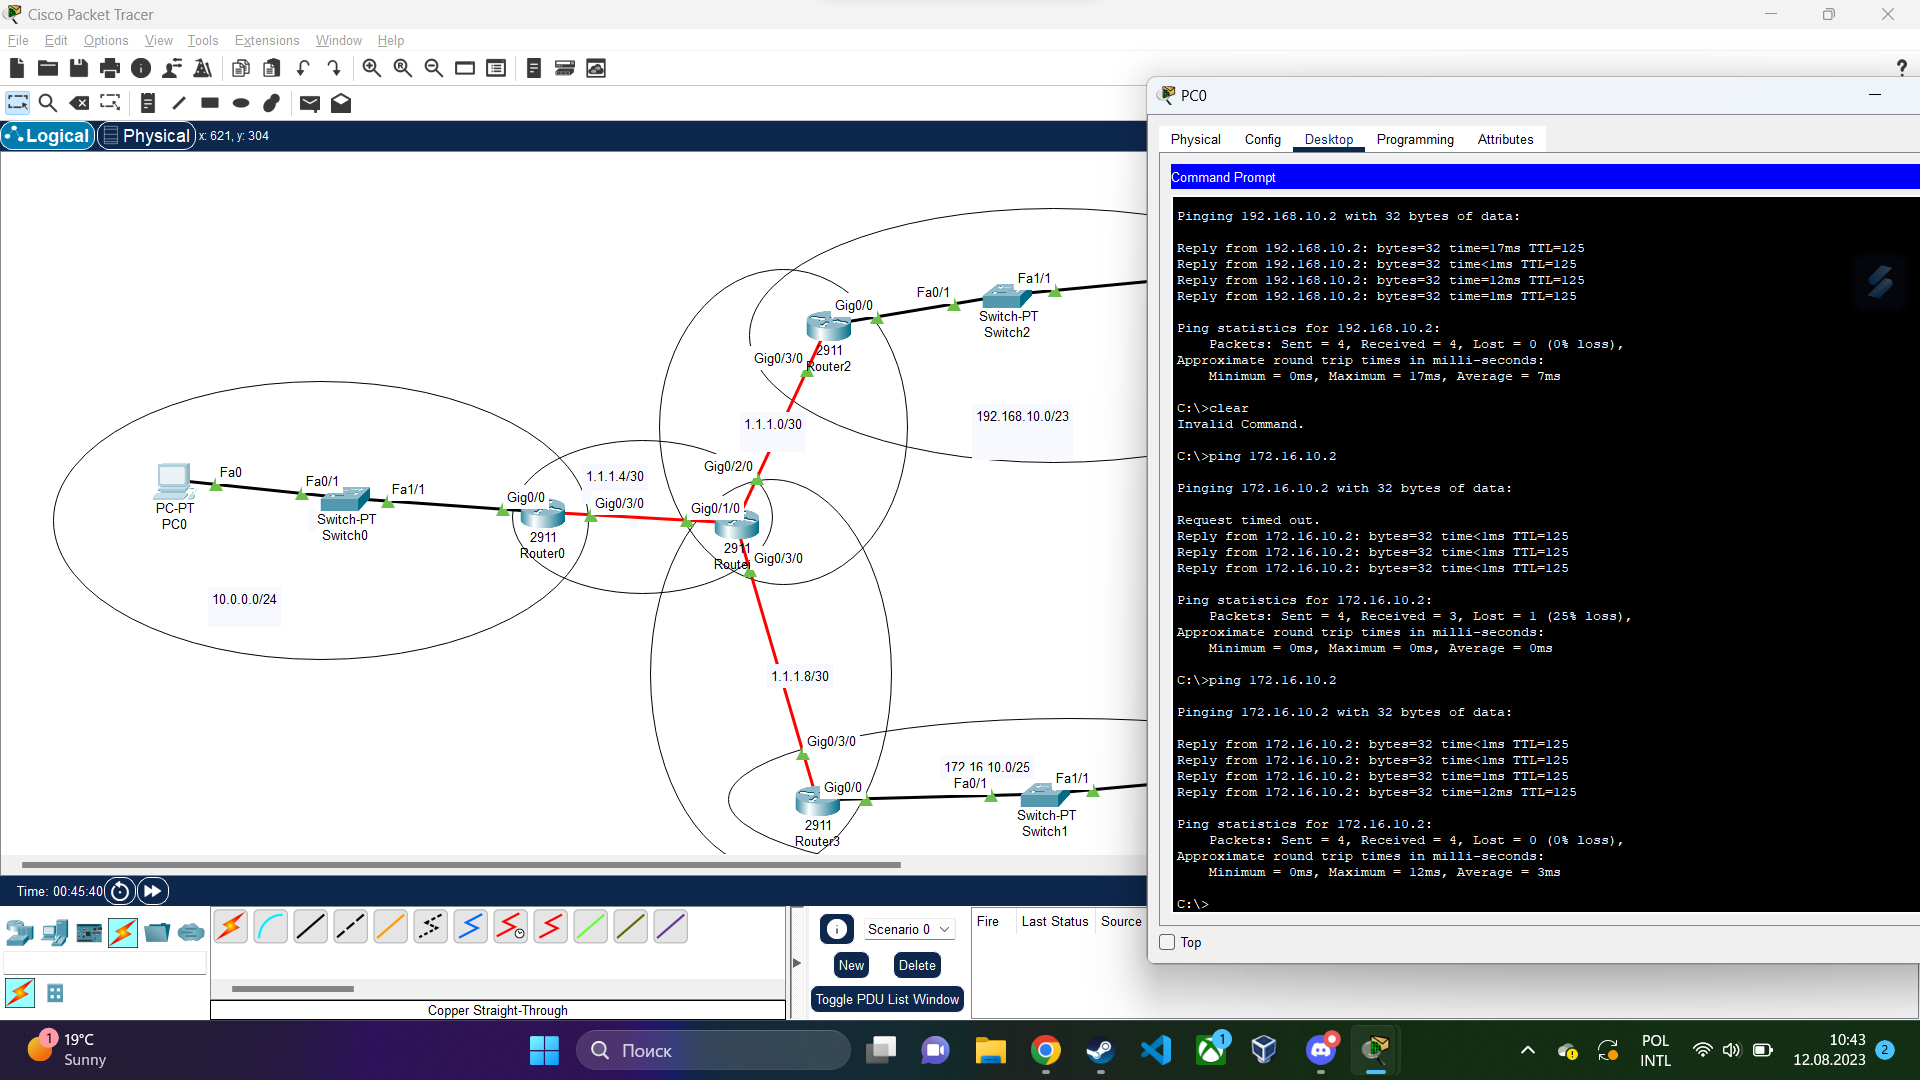 Cisco Packet Tracer
File Edit Options View Tools Extensions Window Help
Logical Physical x: 621, y: 304
PC0
Physical Config Desktop Programming Attributes
Command Prompt
Pinging 192.168.10.2 with 32 bytes of data:
Reply from 192.168.10.2: bytes=32 time=17ms TTL=125
Reply from 192.168.10.2: bytes=32 time<1ms TTL=125
Reply from 192.168.10.2: bytes=32 time=12ms TTL=125
Reply from 192.168.10.2: bytes=32 time=1ms TTL=125
Ping statistics for 192.168.10.2:
Packets: Sent = 4, Received = 4, Lost = 0 (0% loss),
Approximate round trip times in milli-seconds:
Minimum = 0ms, Maximum = 17ms, Average = 7ms
C:\>clear
Invalid Command.
C:\>ping 172.16.10.2
Pinging 172.16.10.2 with 32 bytes of data:
Request timed out.
Reply from 172.16.10.2: bytes=32 time<1ms TTL=125
Reply from 172.16.10.2: bytes=32 time<1ms TTL=125
Reply from 172.16.10.2: bytes=32 time<1ms TTL=125
Ping statistics for 172.16.10.2:
Packets: Sent = 4, Received = 3, Lost = 1 (25% loss),
Approximate round trip times in milli-seconds:
Minimum = 0ms, Maximum = 0ms, Average = 0ms
C:\>ping 172.16.10.2
Pinging 172.16.10.2 with 32 bytes of data:
Reply from 172.16.10.2: bytes=32 time<1ms TTL=125
Reply from 172.16.10.2: bytes=32 time<1ms TTL=125
Reply from 172.16.10.2: bytes=32 time=1ms TTL=125
Reply from 172.16.10.2: bytes=32 time=12ms TTL=125
Ping statistics for 172.16.10.2:
Packets: Sent = 4, Received = 4, Lost = 0 (0% loss),
Approximate round trip times in milli-seconds:
Minimum = 0ms, Maximum = 12ms, Average = 3ms
C:\>
Top
Fa1/1
Fa0/1
Gig0/0
Switch-PT
Switch2
2911
Router2
Gig0/3/0
192.168.10.0/23
1.1.1.0/30
Gig0/2/0
1.1.1.4/30
Fa0
Fa0/1
Fa1/1
Gig0/0
Gig0/3/0
Gig0/1/0
PC-PT
PC0
Switch-PT
Switch0
2911
Router0
2911
Gig0/3/0
10.0.0.0/24
1.1.1.8/30
Gig0/3/0
172.16.10.0/25
Fa0/1
Fa1/1
Gig0/0
Switch-PT
Switch1
2911
Router3
Time: 00:45:40
Scenario 0
New Delete
Toggle PDU List Window
Fire Last Status Source
Copper Straight-Through
1
19°C
Sunny
Поиск
1
POL
INTL
10:43
12.08.2023
2